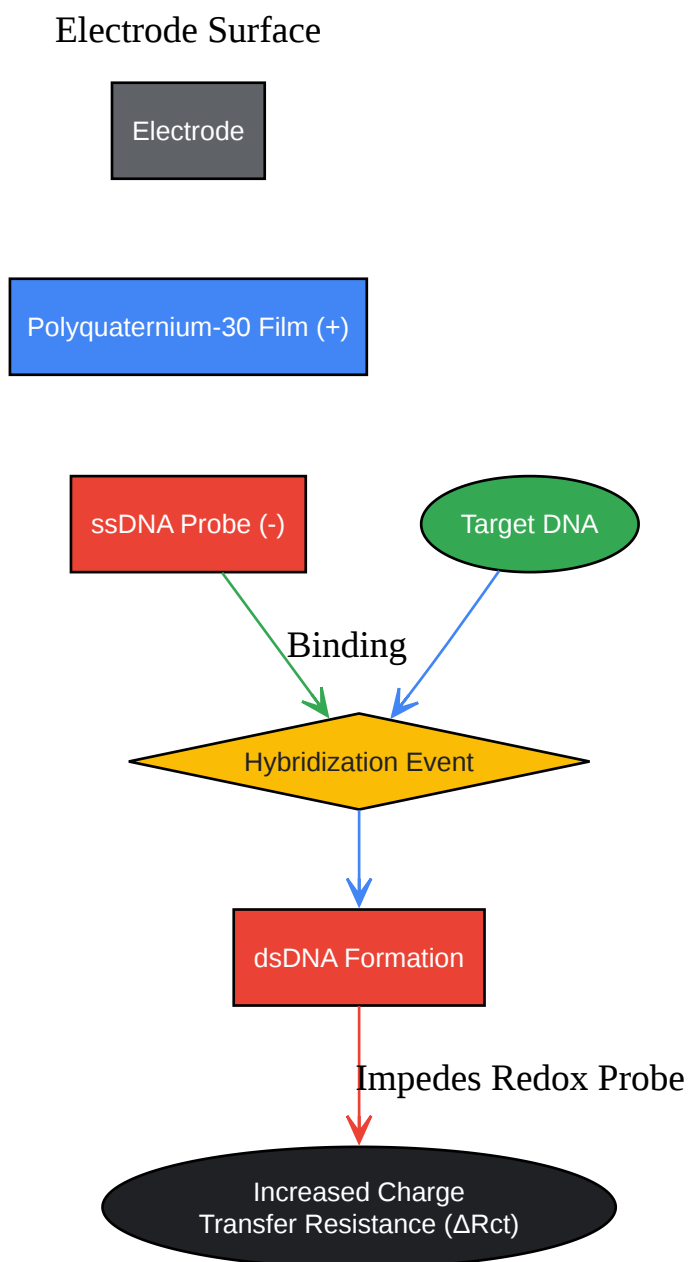 Electrode Surface
Electrode
Polyquaternium-30 Film (+)
ssDNA Probe (-)
Target DNA
Binding
Hybridization Event
dsDNA Formation
Impedes Redox Probe
Increased Charge
Transfer Resistance (ΔRct)